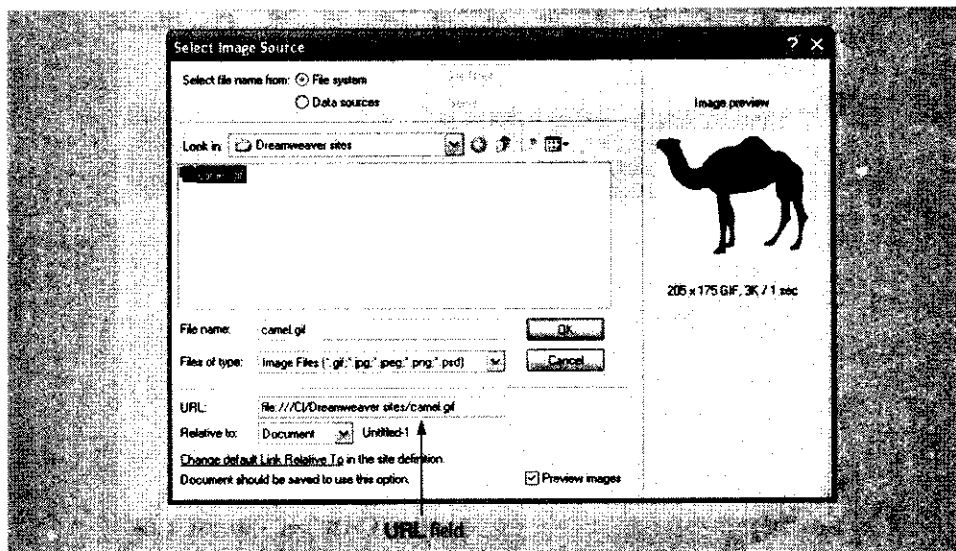 Select Image Source
? ×
Select file name from: File system
Data sources
Image preview
Look in: Dreamweaver sites
camel.gif
205 x 175 GIF, 3K / 1 sec
File name: camel.gif
OK
Files of type: Image Files (*.gif;*.jpg;*.jpeg;*.png;*.psd)
Cancel
URL: file:///C|/Dreamweaver sites/camel.gif
Relative to: Document Untitled-1
Change default Link Relative To in the site definition.
Document should be saved to use this option.
Preview images
URL field